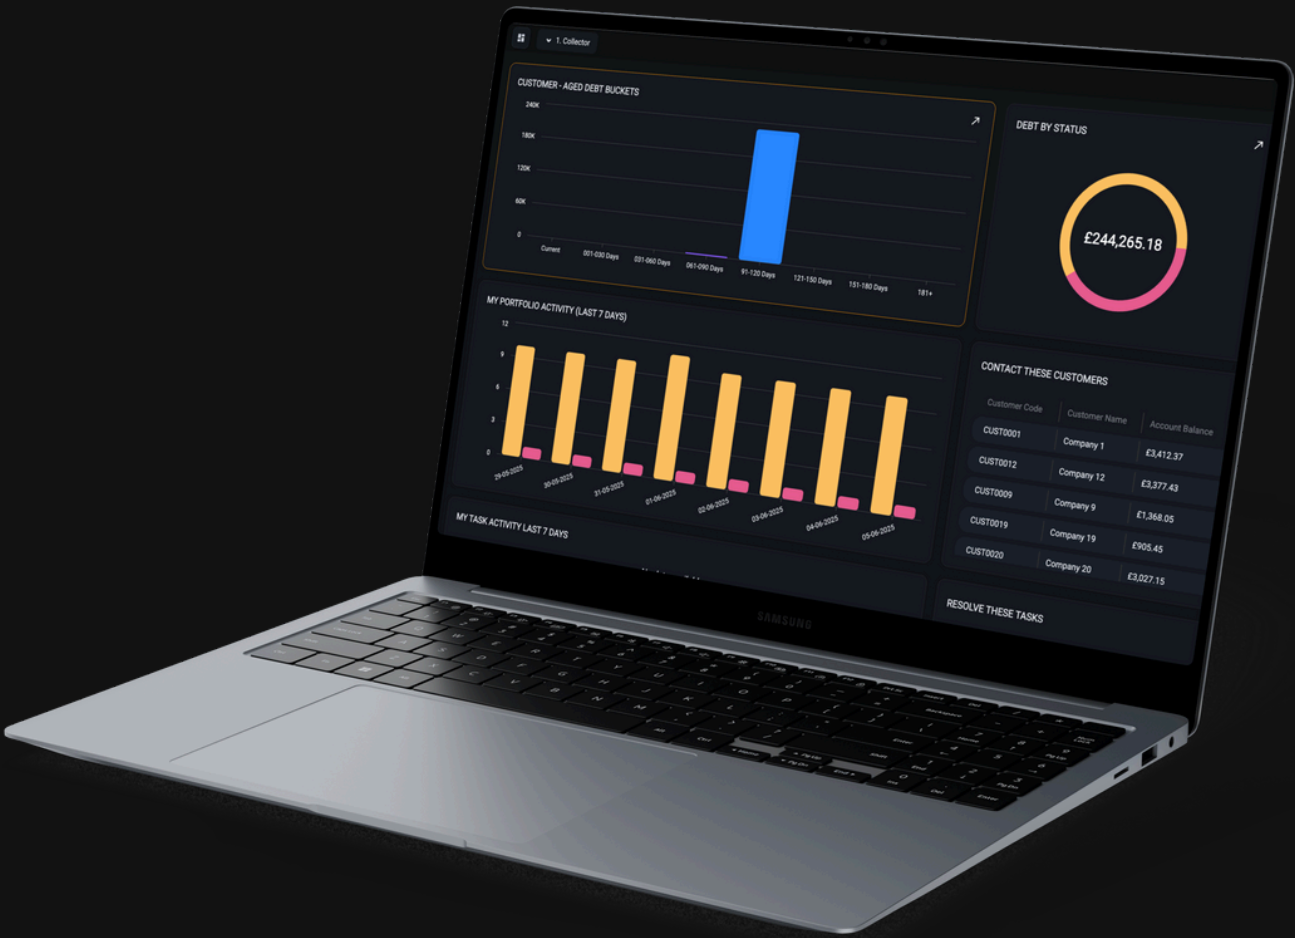 1. Collector
CUSTOMER - AGED DEBT BUCKETS
240K
180K
120K
60K
0
Current
001-030 Days
031-060 Days
061-090 Days
91-120 Days
121-150 Days
151-180 Days
181+
DEBT BY STATUS
£244,265.18
MY PORTFOLIO ACTIVITY (LAST 7 DAYS)
12
9
6
3
0
29-05-2025
30-05-2025
31-05-2025
01-06-2025
02-06-2025
03-06-2025
04-06-2025
05-06-2025
CONTACT THESE CUSTOMERS
Customer Code Customer Name Account Balance
CUST0001 Company 1 £3,412.37
CUST0012 Company 12 £3,377.43
CUST0009 Company 9 £1,368.05
CUST0019 Company 19 £905.45
CUST0020 Company 20 £3,027.15
MY TASK ACTIVITY LAST 7 DAYS
RESOLVE THESE TASKS
SAMSUNG